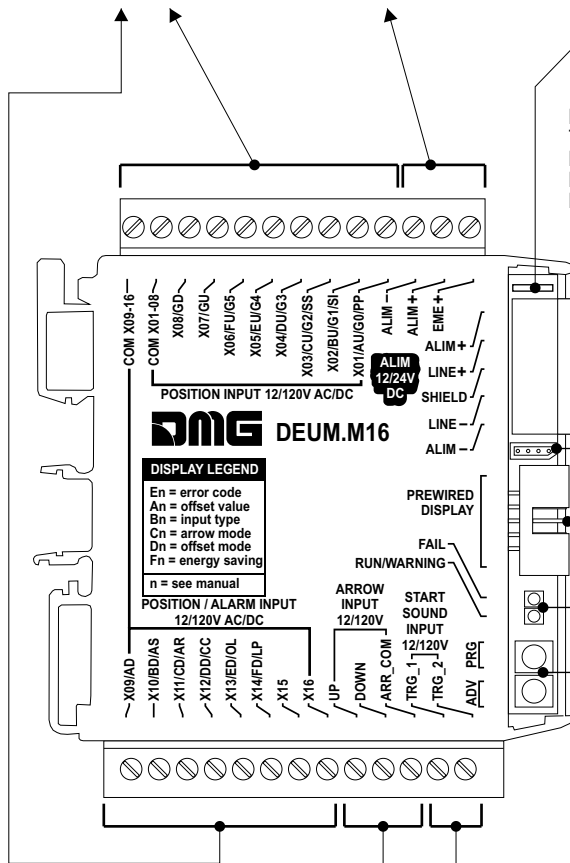 COM X09-16
COM X01-08
X08/GD
X07/GU
X06/FU/G5
X05/EU/G4
X04/DU/G3
X03/CU/G2/SS
X02/BU/G1/SI
X01/AU/G0/PP
ALIM –
ALIM +
EME +
ALIM +
LINE +
SHIELD
LINE –
ALIM –
POSITION INPUT 12/120V AC/DC
ALIM
12/24V
DC
DMG DEUM.M16
DISPLAY LEGEND
En = error code
An = offset value
Bn = input type
Cn = arrow mode
Dn = offset mode
Fn = energy saving
n = see manual
PREWIRED
DISPLAY
FAIL
RUN/WARNING
POSITION / ALARM INPUT
12/120V AC/DC
ARROW
INPUT
12/120V
START
SOUND
INPUT
12/120V
X09/AD
X10/BD/AS
X11/CD/AR
X12/DD/CC
X13/ED/OL
X14/FD/LP
X15
X16
UP
DOWN
ARR_COM
TRG_1
TRG_2
ADV
PRG